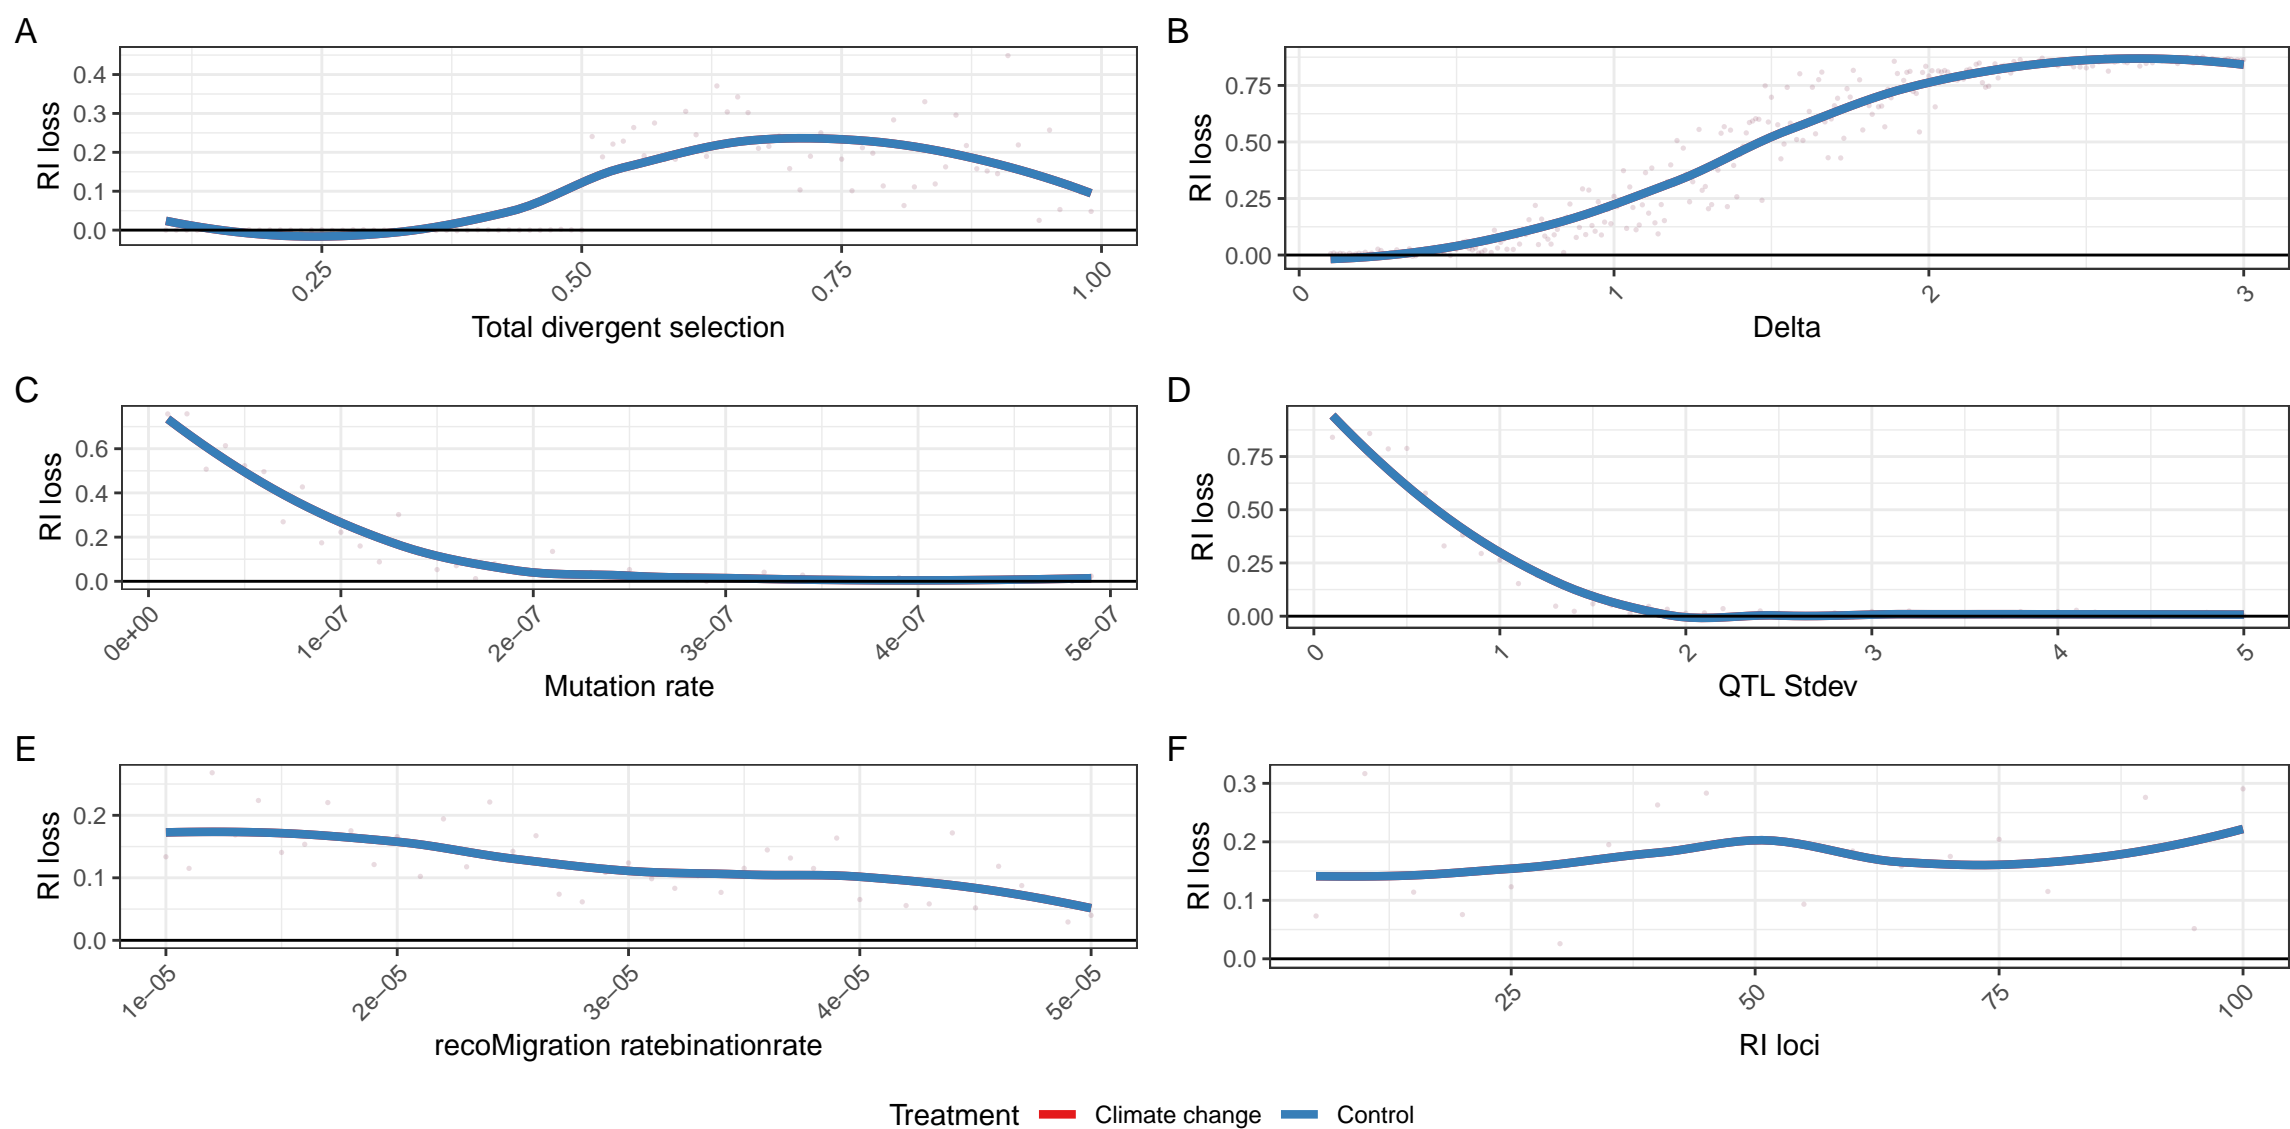 A
RI loss
0.4
0.3
0.2
0.1
0.0
0.25
0.50
0.75
1.00
Total divergent selection
B
RI loss
0.75
0.50
0.25
0.00
0
1
2
3
Delta
C
RI loss
0.6
0.4
0.2
0.0
0e+00
1e−07
2e−07
3e−07
4e−07
5e−07
Mutation rate
D
RI loss
0.75
0.50
0.25
0.00
0
1
2
3
4
5
QTL Stdev
E
RI loss
0.2
0.1
0.0
1e−05
2e−05
3e−05
4e−05
5e−05
recoMigration ratebinationrate
F
RI loss
0.3
0.2
0.1
0.0
25
50
75
100
RI loci
Treatment Climate change Control